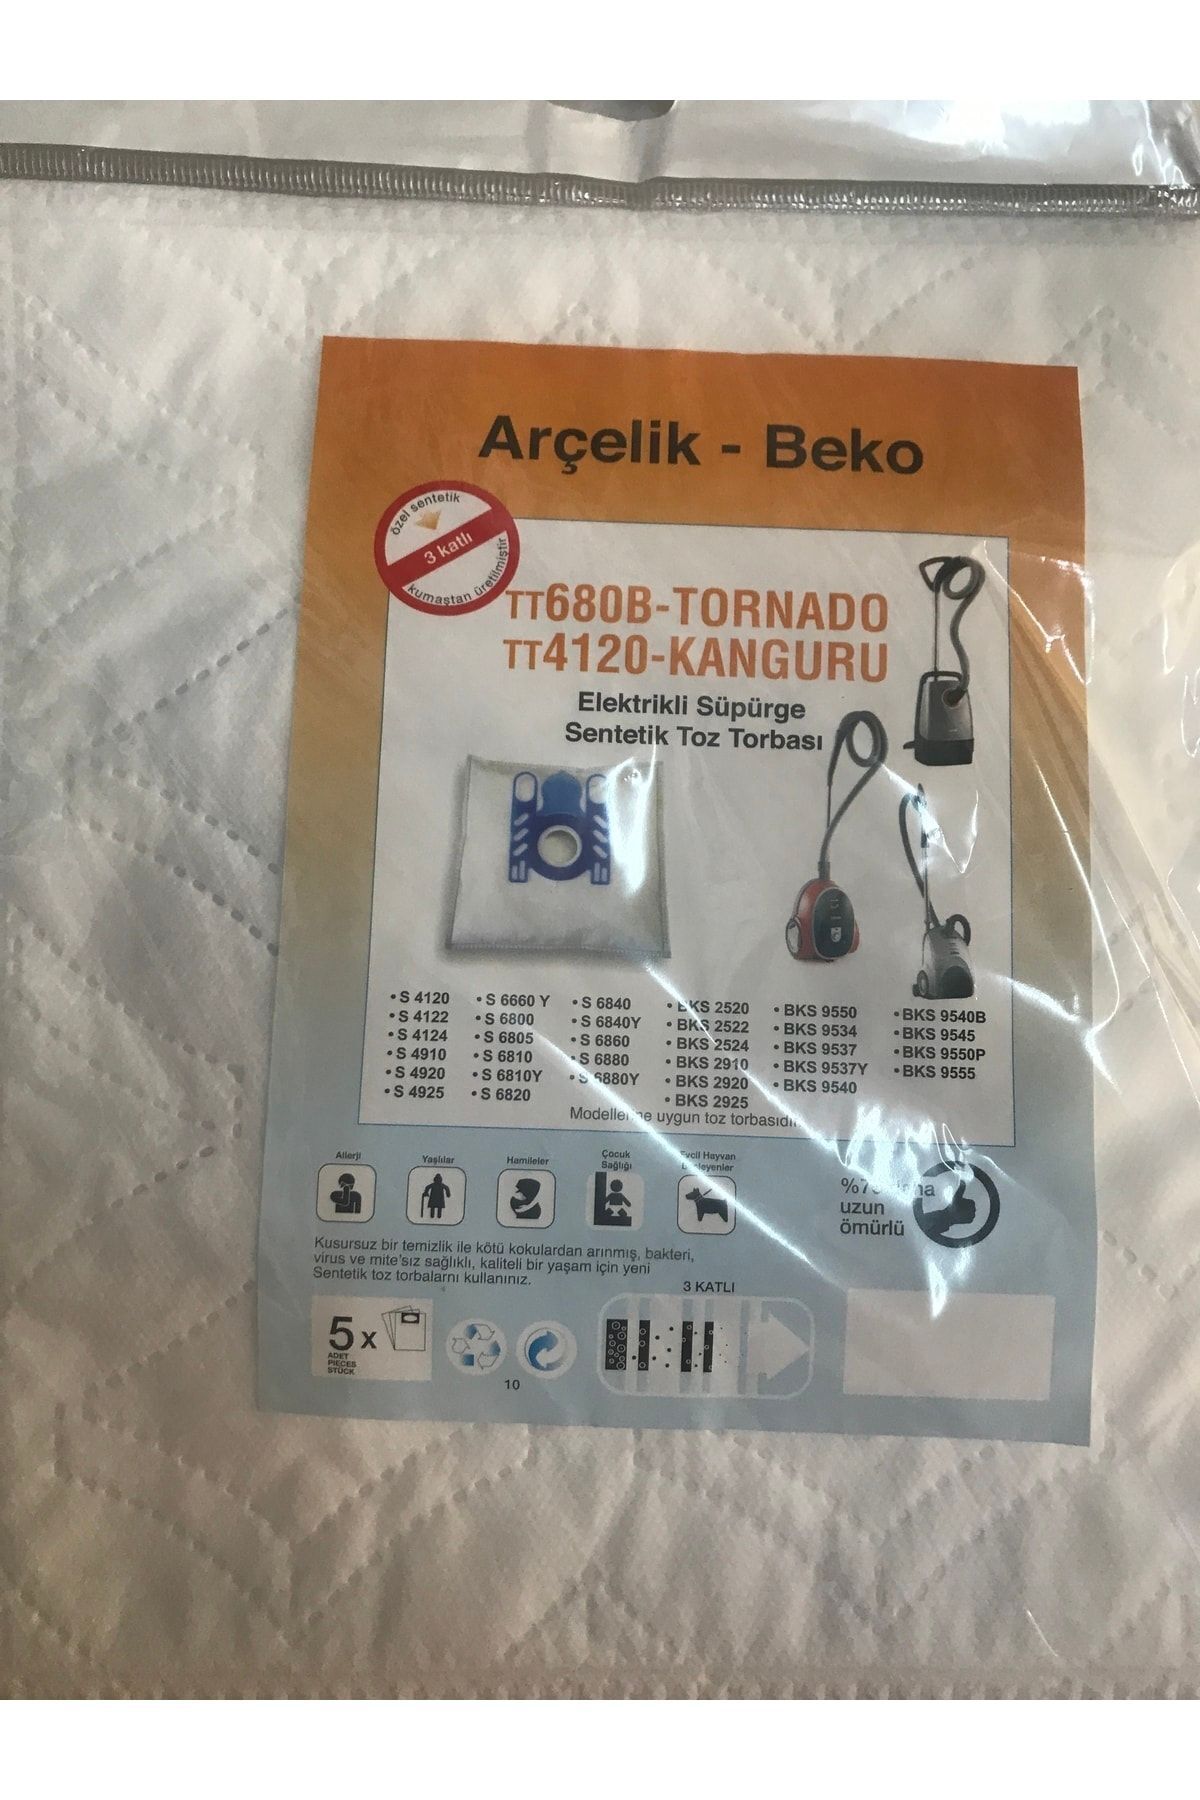 Arçelik - Beko
özel sentetik
3 katlı
kumaştan üretilmiştir
TT680B-TORNADO
TT4120-KANGURU
Elektrikli Süpürge
Sentetik Toz Torbası
• S 4120
• S 4122
• S 4124
• S 4910
• S 4920
• S 4925
• S 6660 Y
• S 6800
• S 6805
• S 6810
• S 6810Y
• S 6820
• S 6840
• S 6840Y
• S 6860
• S 6880
• S 6880Y
• BKS 2520
• BKS 2522
• BKS 2524
• BKS 2910
• BKS 2920
• BKS 2925
• BKS 9550
• BKS 9534
• BKS 9537
• BKS 9537Y
• BKS 9540
• BKS 9540B
• BKS 9545
• BKS 9550P
• BKS 9555
Modellerine uygun toz torbasıdır.
Allerji
Yaşlılar
Hamileler
Çocuk
Sağlığı
Evcil Hayvan
uzun
ömürlü
Kusursuz bir temizlik ile kötü kokulardan arınmış, bakteri,
virus ve mite'sız sağlıklı, kaliteli bir yaşam için yeni
Sentetik toz torbalarnı kullanınız.
3 KATLI
5 x
ADET
PIECES
STÜCK
10